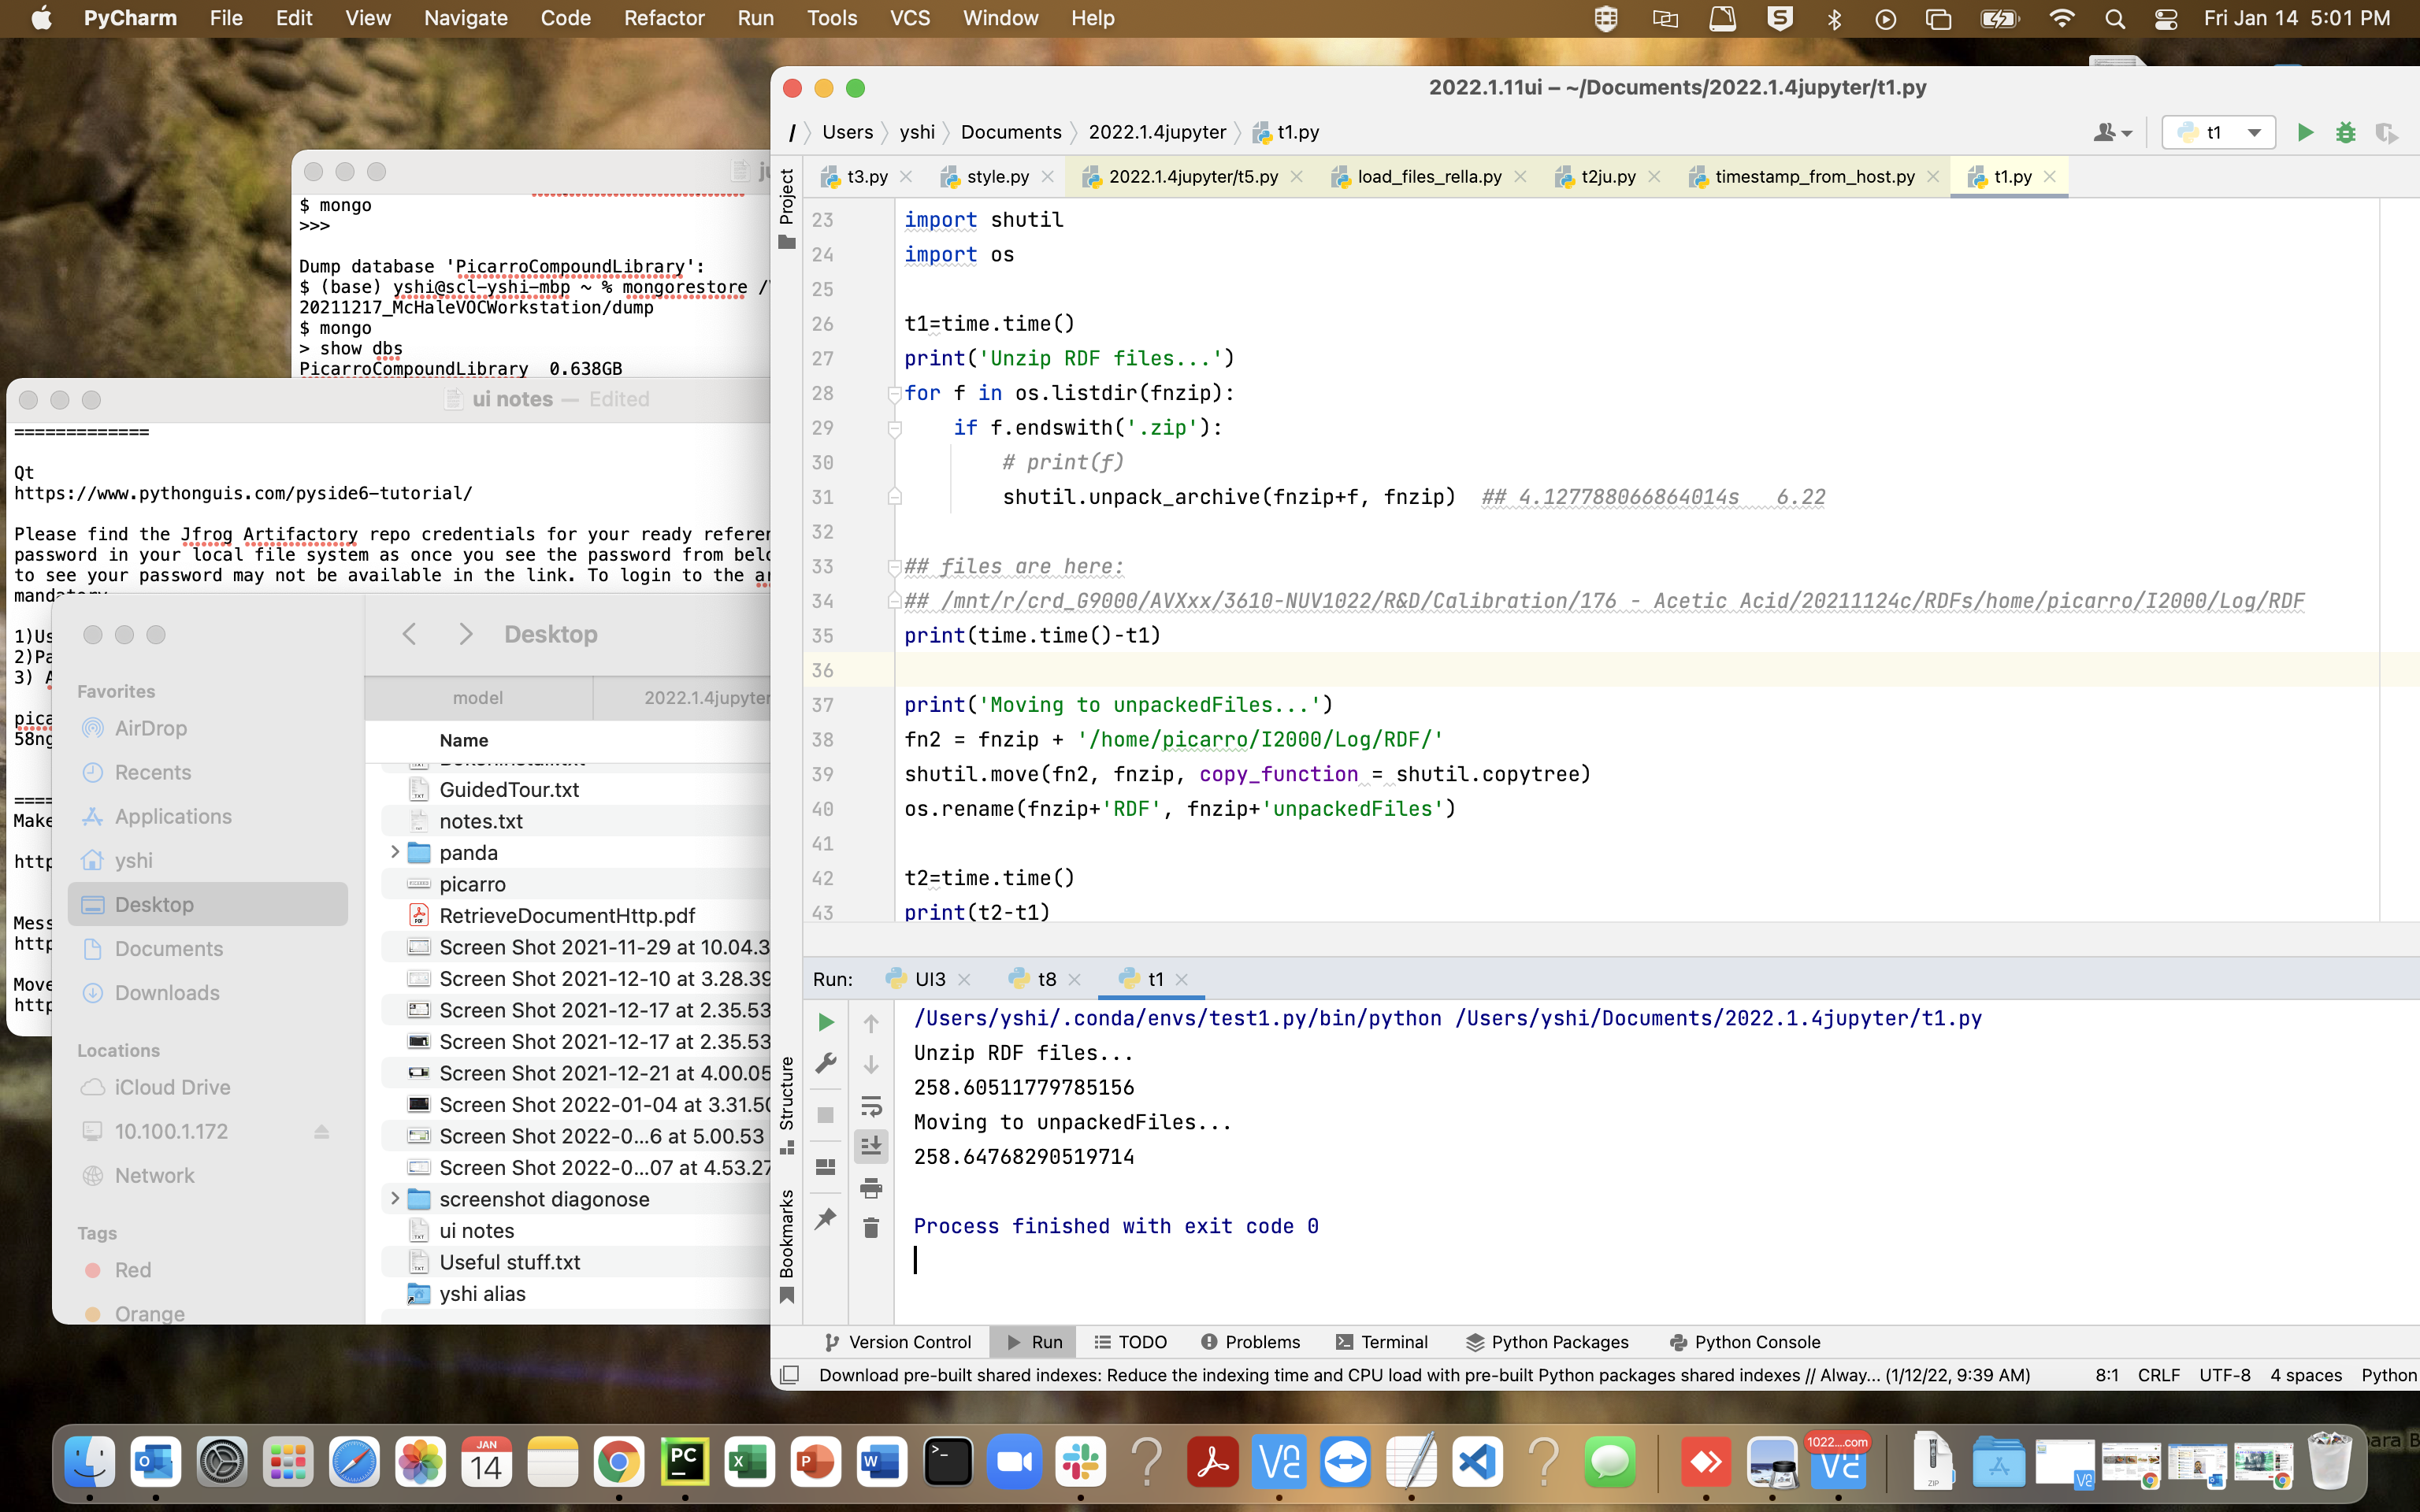 PyCharm File Edit View Navigate Code Refactor Run Tools VCS Window Help
Fri Jan 14 5:01 PM
$ mongo
>>>
Dump database 'PicarroCompoundLibrary':
$ (base) yshi@scl-yshi-mbp ~ % mongorestore
20211217_McHaleVOCWorkstation/dump
$ mongo
> show dbs
PicarroCompoundLibrary 0.638GB
ui notes — Edited
=============
Qt
https://www.pythonguis.com/pyside6-tutorial/
Please find the Jfrog Artifactory repo credentials for your ready
password in your local file system as once you see the password from
to see your password may not be available in the link. To login to the
1)
2)
3)
====
Make
Desktop
model
2022.1.4jupyter
Name
Favorites
AirDrop
Recents
Applications
yshi
Desktop
Documents
Downloads
Locations
iCloud Drive
10.100.1.172
Network
Tags
Red
Orange
GuidedTour.txt
notes.txt
panda
picarro
RetrieveDocumentHttp.pdf
Screen Shot 2021-11-29 at 10.04.3
Screen Shot 2021-12-10 at 3.28.39
Screen Shot 2021-12-17 at 2.35.53
Screen Shot 2021-12-17 at 2.35.53
Screen Shot 2021-12-21 at 4.00.05
Screen Shot 2022-01-04 at 3.31.50
Screen Shot 2022-0...6 at 5.00.53
Screen Shot 2022-0...07 at 4.53.27
screenshot diagonose
ui notes
Useful stuff.txt
yshi alias
2022.1.11ui – ~/Documents/2022.1.4jupyter/t1.py
/ Users yshi Documents 2022.1.4jupyter t1.py
t1
Project
t3.py style.py 2022.1.4jupyter/t5.py load_files_rella.py t2ju.py timestamp_from_host.py t1.py
23 import shutil
24 import os
25
26 t1=time.time()
27 print('Unzip RDF files...')
28 for f in os.listdir(fnzip):
29 if f.endswith('.zip'):
30 # print(f)
31 shutil.unpack_archive(fnzip+f, fnzip) ## 4.127788066864014s 6.22
32
33 ## files are here:
34 ## /mnt/r/crd_G9000/AVXxx/3610-NUV1022/R&D/Calibration/176 - Acetic Acid/20211124c/RDFs/home/picarro/I2000/Log/RDF
35 print(time.time()-t1)
36
37 print('Moving to unpackedFiles...')
38 fn2 = fnzip + '/home/picarro/I2000/Log/RDF/'
39 shutil.move(fn2, fnzip, copy_function = shutil.copytree)
40 os.rename(fnzip+'RDF', fnzip+'unpackedFiles')
41
42 t2=time.time()
43 print(t2-t1)
Run: UI3 t8 t1
Structure
Bookmarks
/Users/yshi/.conda/envs/test1.py/bin/python /Users/yshi/Documents/2022.1.4jupyter/t1.py
Unzip RDF files...
258.60511779785156
Moving to unpackedFiles...
258.64768290519714
Process finished with exit code 0
Version Control Run TODO Problems Terminal Python Packages Python Console
Download pre-built shared indexes: Reduce the indexing time and CPU load with pre-built Python packages shared indexes // Alway... (1/12/22, 9:39 AM)
8:1 CRLF UTF-8 4 spaces Python
JAN
14
PC
1022....com
ZIP